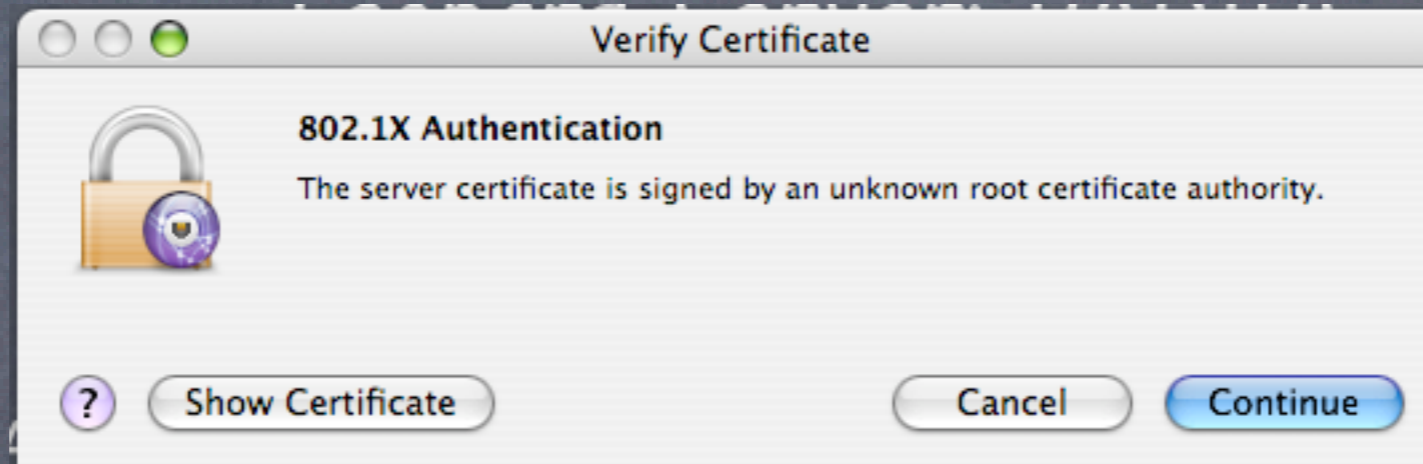 Verify Certificate
802.1X Authentication
The server certificate is signed by an unknown root certificate authority.
? Show Certificate Cancel Continue